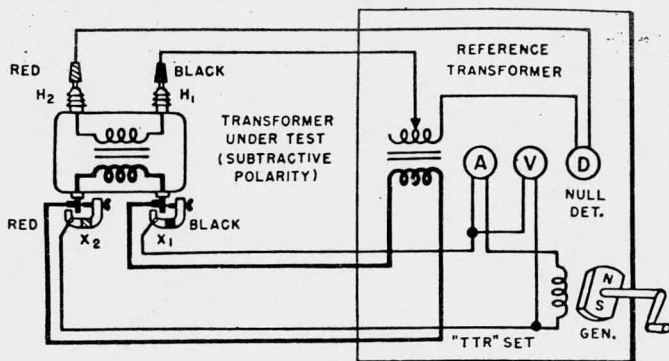 RED
BLACK
H₂
H₁
TRANSFORMER
UNDER TEST
(SUBTRACTIVE
POLARITY)
REFERENCE
TRANSFORMER
A
V
D
NULL
DET.
RED
X₂
X₁
BLACK
"TTR" SET
N
S
GEN.